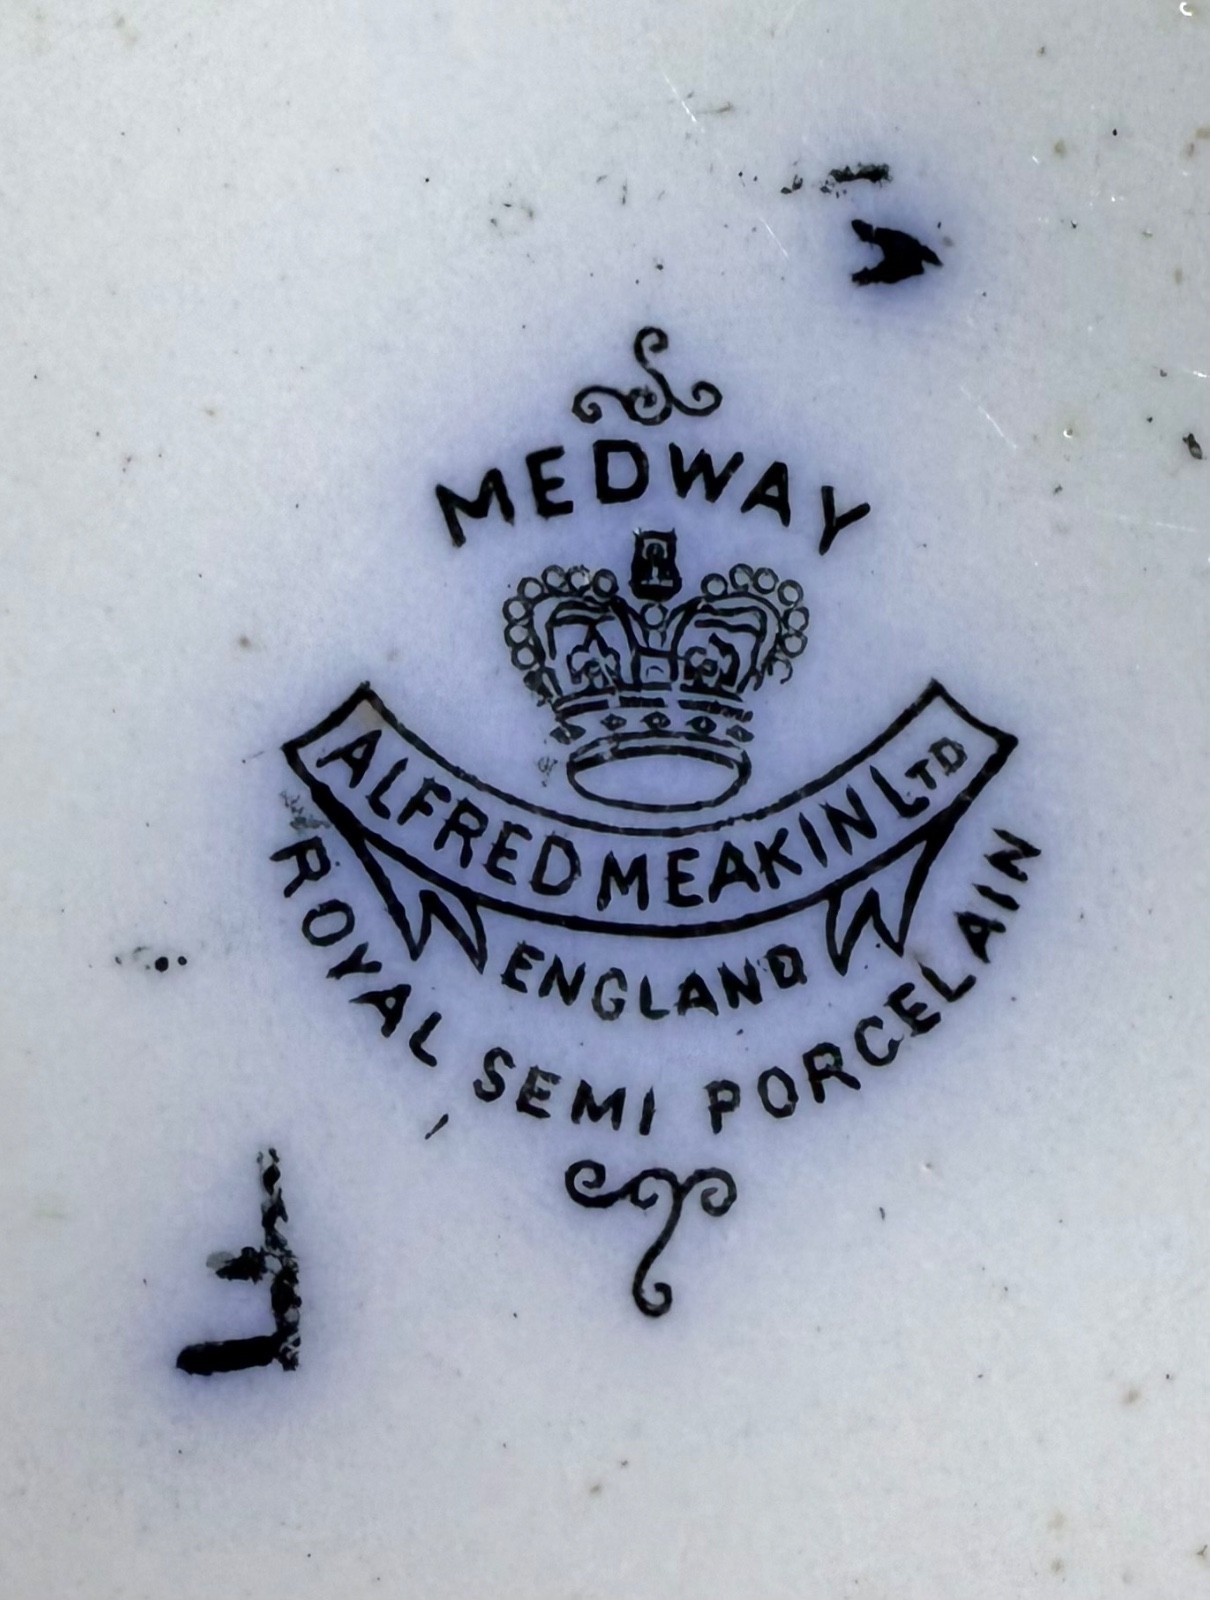 MEDWAY
ALFRED MEAKIN LTD
ENGLAND
ROYAL SEMI PORCELAIN